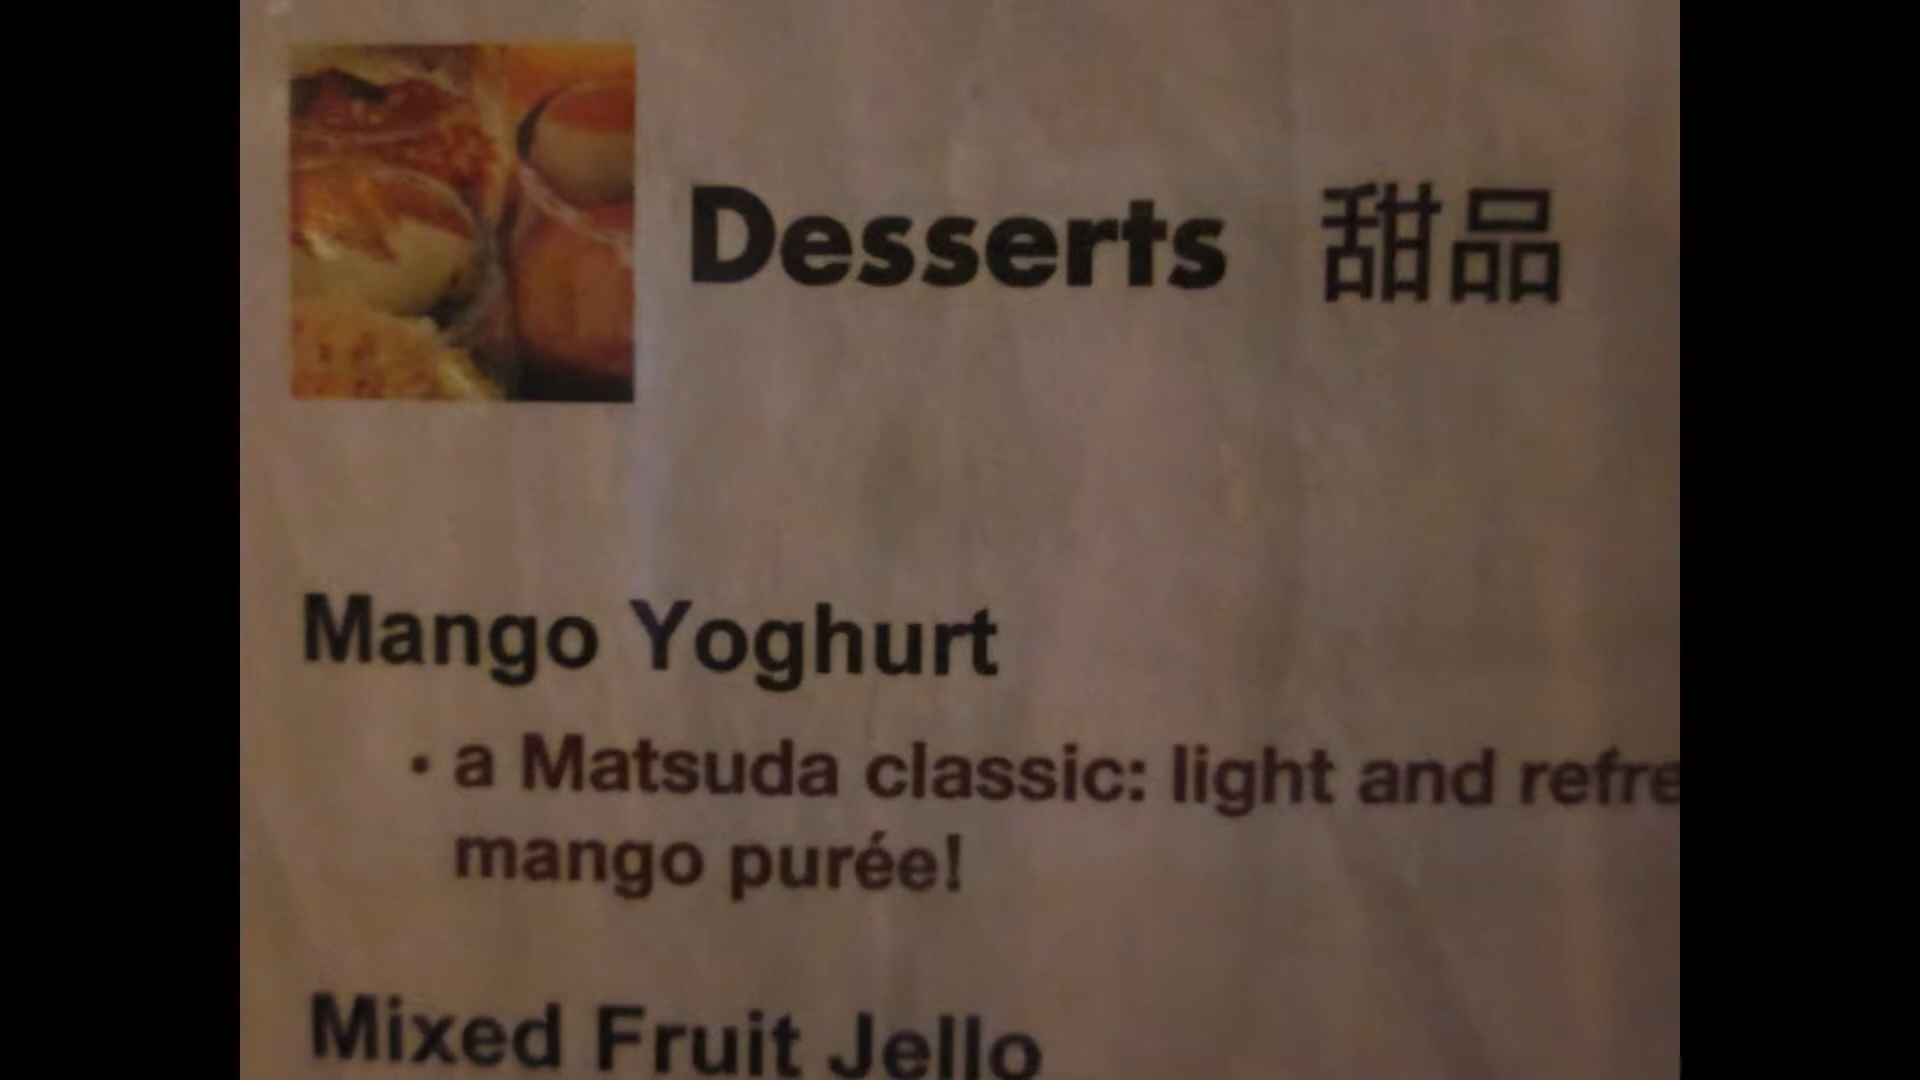 Desserts 甜品
Mango Yoghurt
· a Matsuda classic: light and refre
mango purée!
Mixed Fruit Jello